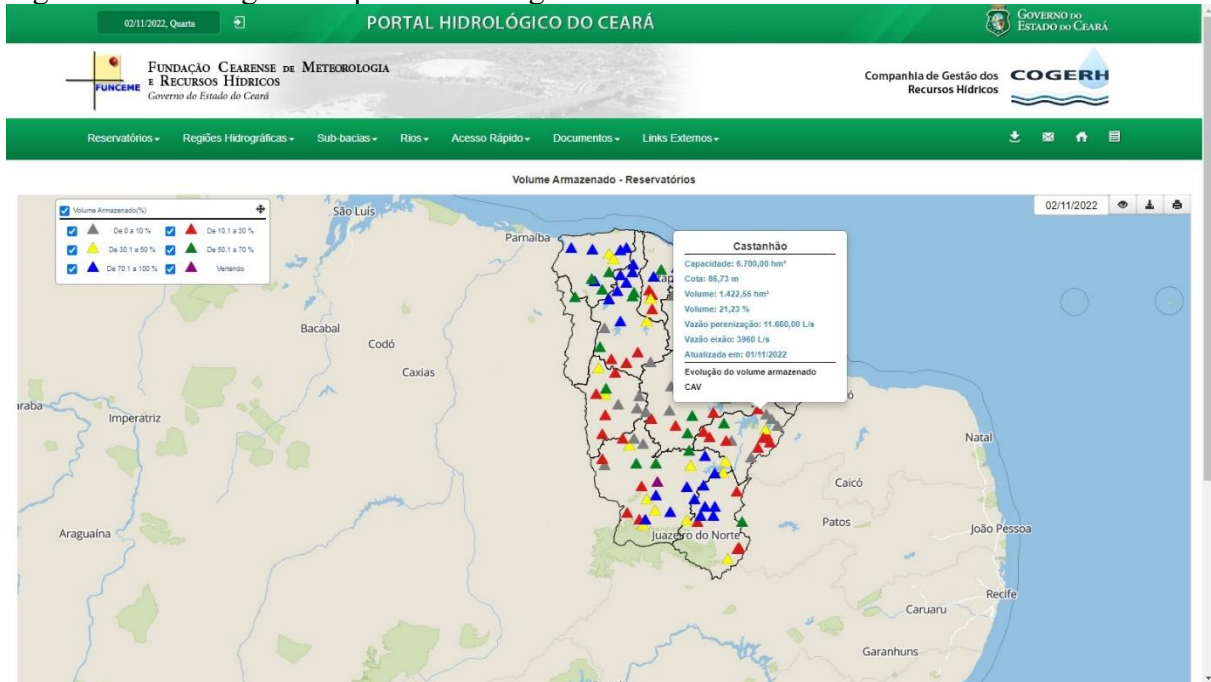 02/11/2022, Quarta
PORTAL HIDROLÓGICO DO CEARÁ
GOVERNO DO
ESTADO DO CEARÁ
FUNCEME
FUNDAÇÃO CEARENSE DE METEOROLOGIA
E RECURSOS HÍDRICOS
Governo do Estado do Ceará
Companhia de Gestão dos
Recursos Hídricos
COGERH
Reservatórios
Regiões Hidrográficas
Sub-bacias
Rios
Acesso Rápido
Documentos
Links Externos
Volume Armazenado - Reservatórios
Volume Armazenado(%)
De 0 a 10 %
De 10.1 a 30 %
De 30.1 a 50 %
De 50.1 a 70 %
De 70.1 a 100 %
Vertendo
02/11/2022
São Luís
Parnaíba
Castanhão
Capacidade: 6.700,00 hm³
Cota: 86,73 m
Volume: 1.422,55 hm³
Volume: 21,23 %
Vazão perenização: 11.660,00 L/s
Vazão eixão: 3960 L/s
Atualizada em: 01/11/2022
Evolução do volume armazenado
CAV
Bacabal
Codó
Caxias
Imperatriz
Natal
Caicó
Araguaína
Patos
João Pessoa
Juazeiro do Norte
Recife
Caruaru
Garanhuns